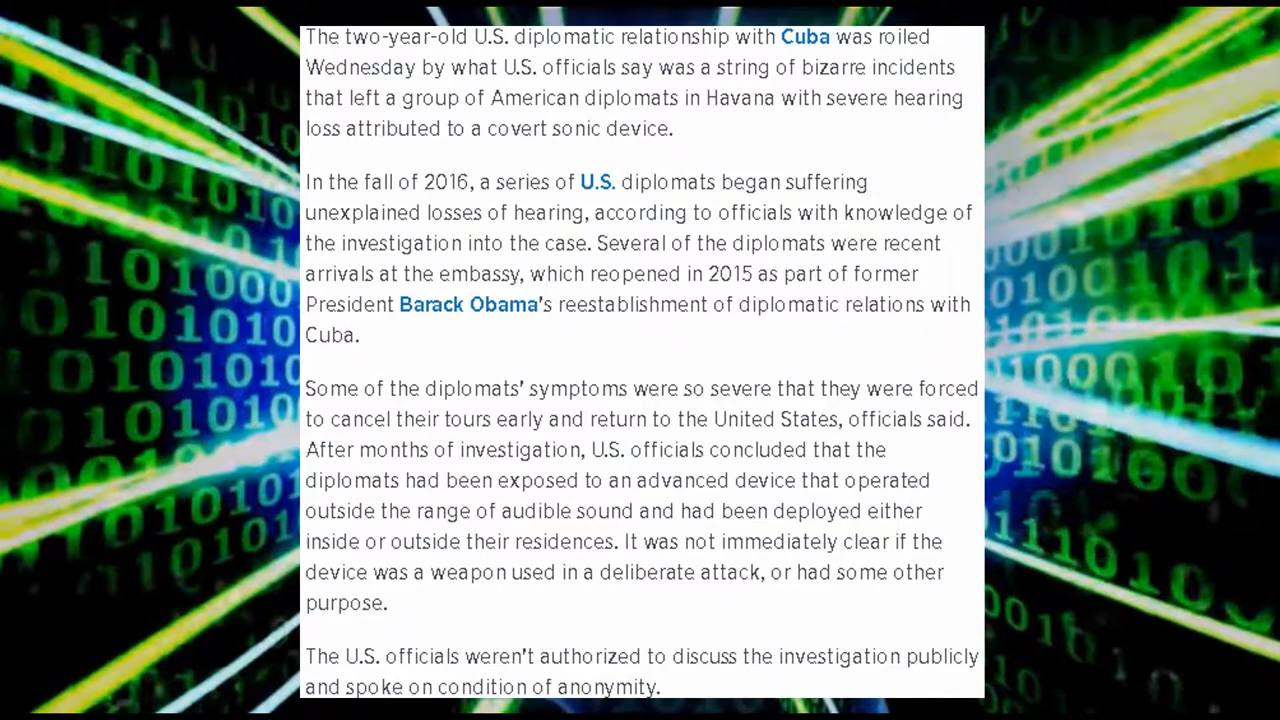 The two-year-old U.S. diplomatic relationship with Cuba was roiled
Wednesday by what U.S. officials say was a string of bizarre incidents
that left a group of American diplomats in Havana with severe hearing
loss attributed to a covert sonic device.
In the fall of 2016, a series of U.S. diplomats began suffering
unexplained losses of hearing, according to officials with knowledge of
the investigation into the case. Several of the diplomats were recent
arrivals at the embassy, which reopened in 2015 as part of former
President Barack Obama's reestablishment of diplomatic relations with
Cuba.
Some of the diplomats' symptoms were so severe that they were forced
to cancel their tours early and return to the United States, officials said.
After months of investigation, U.S. officials concluded that the
diplomats had been exposed to an advanced device that operated
outside the range of audible sound and had been deployed either
inside or outside their residences. It was not immediately clear if the
device was a weapon used in a deliberate attack, or had some other
purpose.
The U.S. officials weren't authorized to discuss the investigation publicly
and spoke on condition of anonymity.